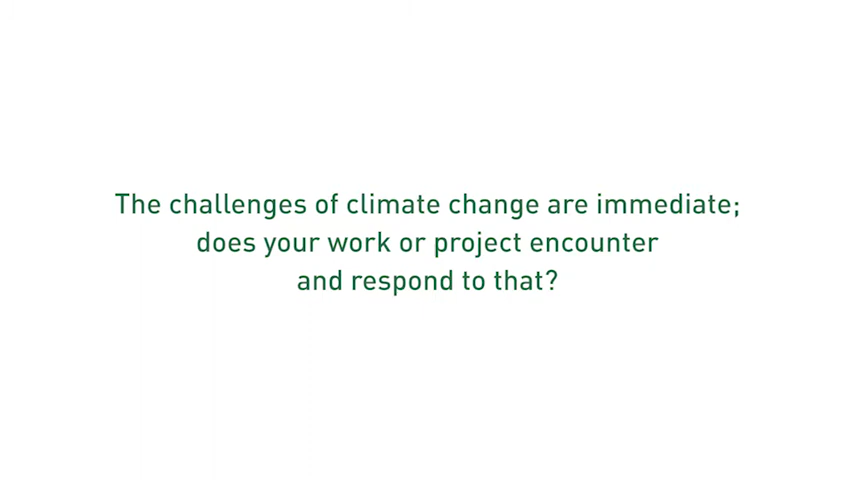 The challenges of climate change are immediate;
does your work or project encounter
and respond to that?